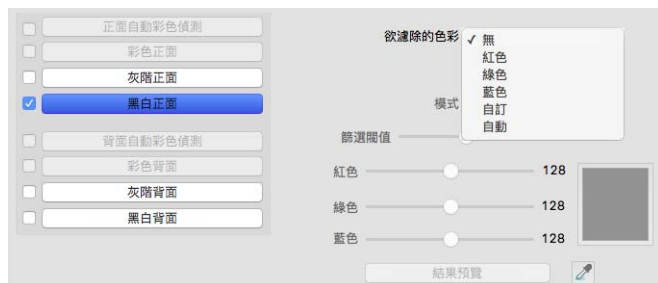 正面自動彩色偵測
彩色正面
灰階正面
黑白正面
背面自動彩色偵測
彩色背面
灰階背面
黑白背面
欲濾除的色彩
✓ 無
紅色
綠色
藍色
自訂
自動
模式
篩選閥值
紅色 128
綠色 128
藍色 128
結果預覽